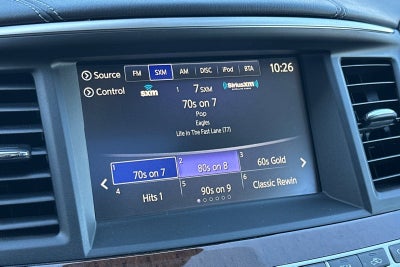 Source FM SXM AM DISC iPod BTA 10:26
Control sxm 1 7 SXM SiriusXM
70s on 7
Pop
Eagles
Life in The Fast Lane (77)
1 70s on 7 2 80s on 8 3 60s Gold
4 Hits 1 5 90s on 9 6 Classic Rewin